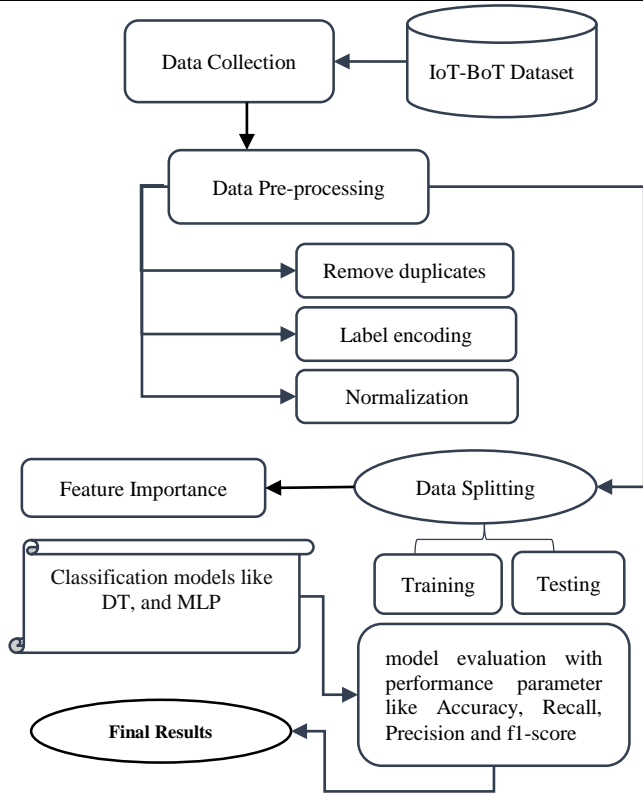 Data Collection
IoT-BoT Dataset
Data Pre-processing
Remove duplicates
Label encoding
Normalization
Feature Importance
Data Splitting
Training
Testing
Classification models like
DT, and MLP
model evaluation with
performance parameter
like Accuracy, Recall,
Precision and f1-score
Final Results